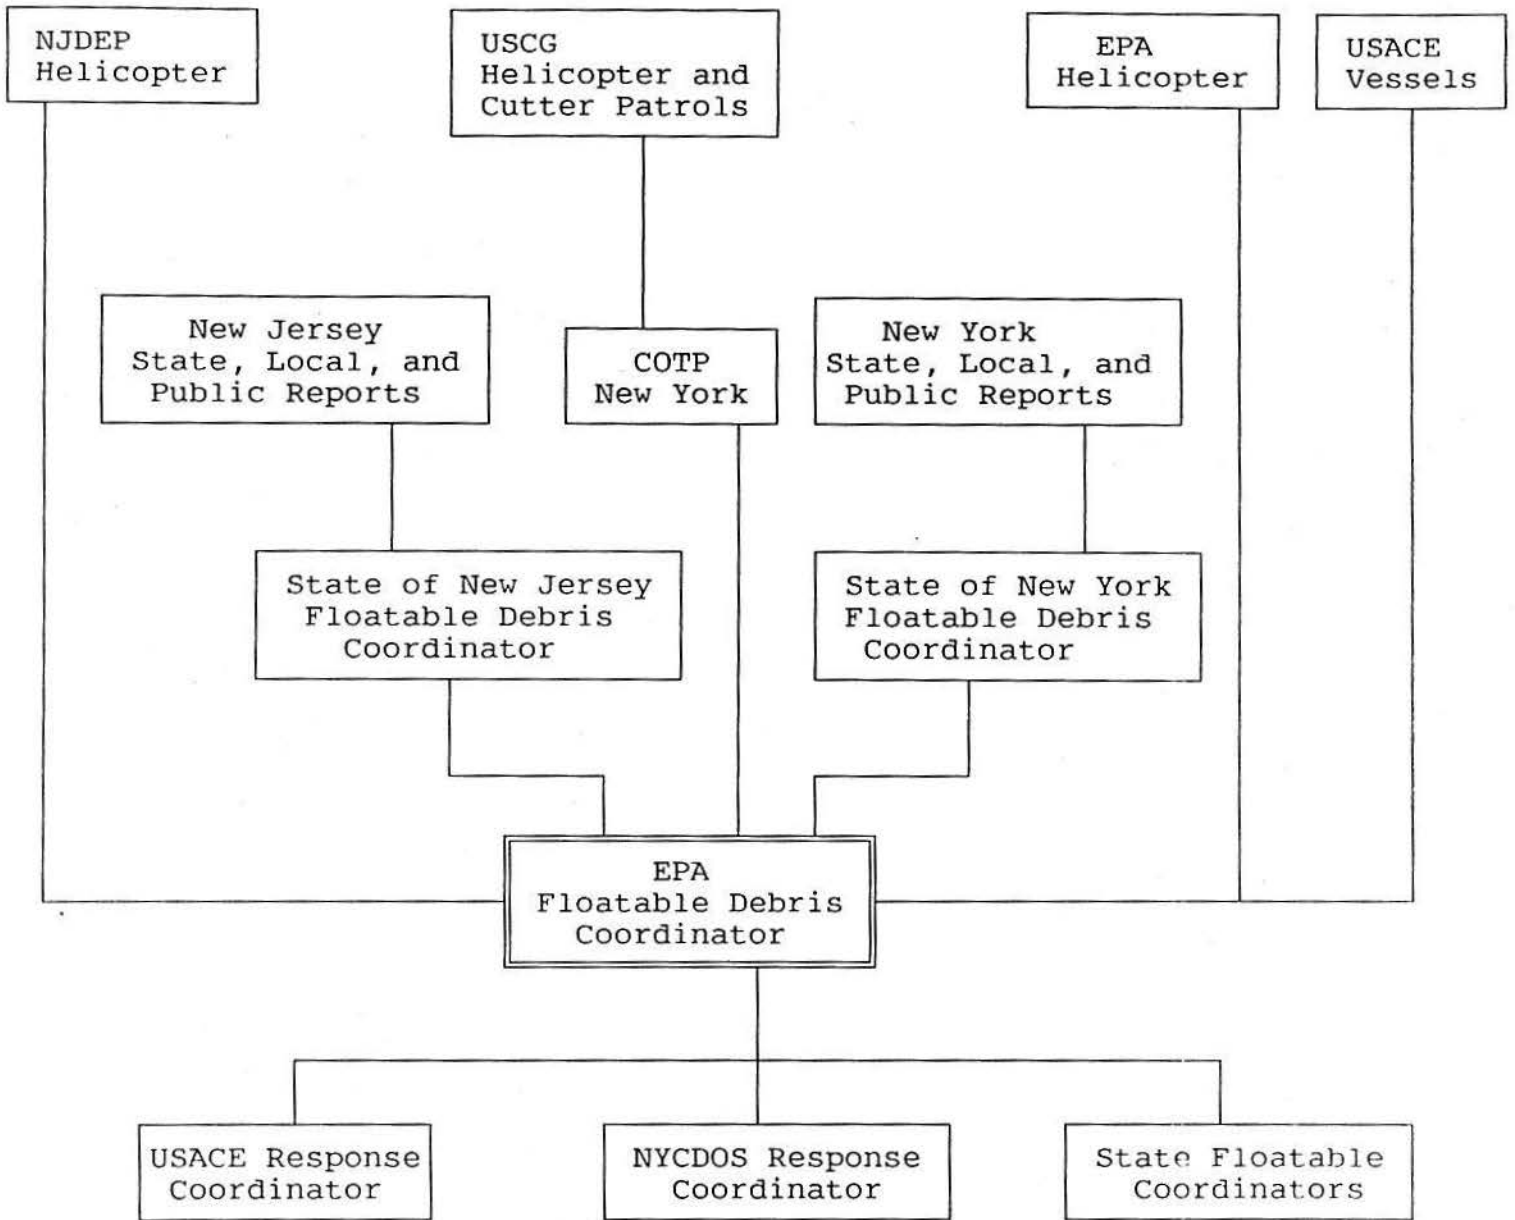 NJDEP
Helicopter
USCG
Helicopter and
Cutter Patrols
EPA
Helicopter
USACE
Vessels
New Jersey
State, Local, and
Public Reports
COTP
New York
New York
State, Local, and
Public Reports
State of New Jersey
Floatable Debris
Coordinator
State of New York
Floatable Debris
Coordinator
EPA
Floatable Debris
Coordinator
USACE Response
Coordinator
NYCDOS Response
Coordinator
State Floatable
Coordinators